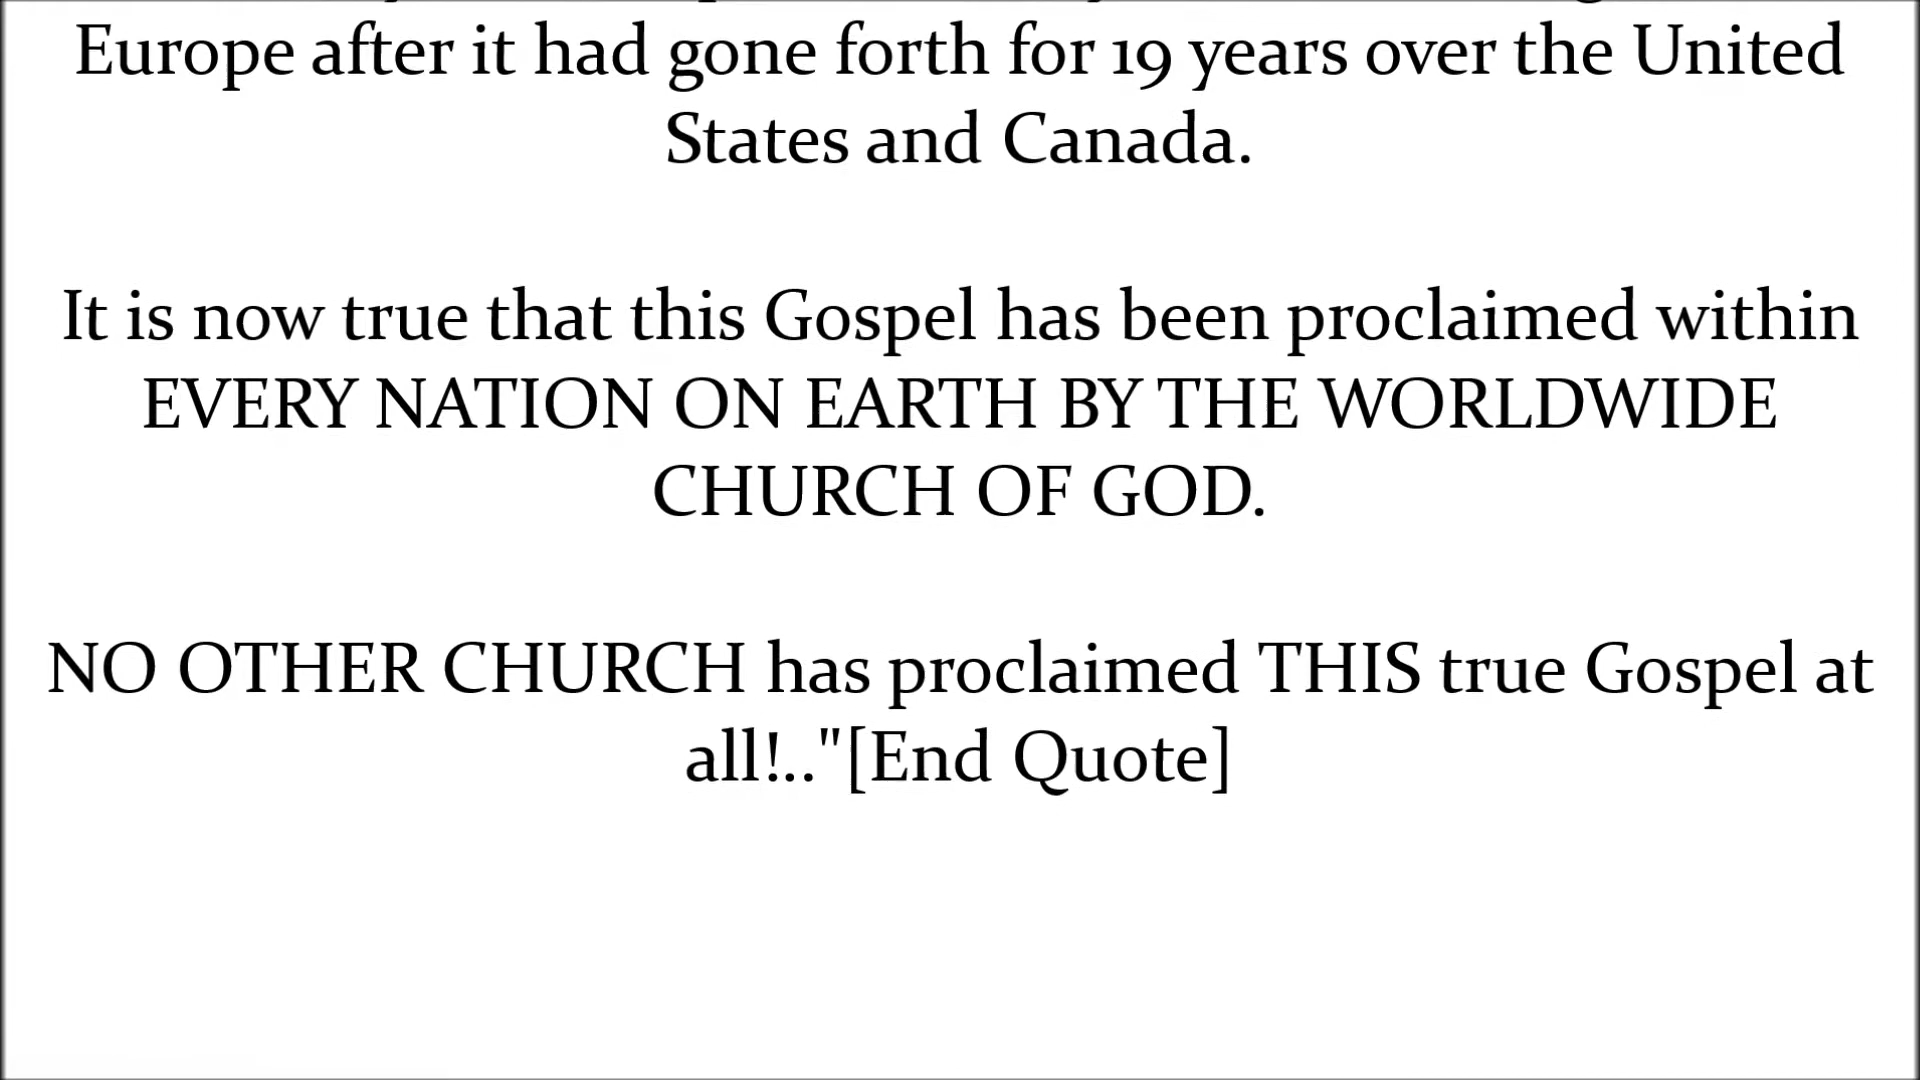 Europe after it had gone forth for 19 years over the United
States and Canada.
It is now true that this Gospel has been proclaimed within
EVERY NATION ON EARTH BY THE WORLDWIDE
CHURCH OF GOD.
NO OTHER CHURCH has proclaimed THIS true Gospel at
all!.."[End Quote]